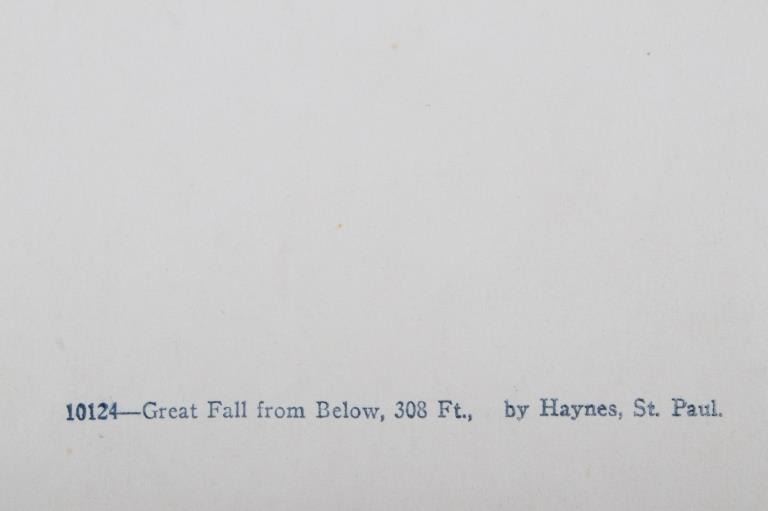 10124—Great Fall from Below, 308 Ft., by Haynes, St. Paul.